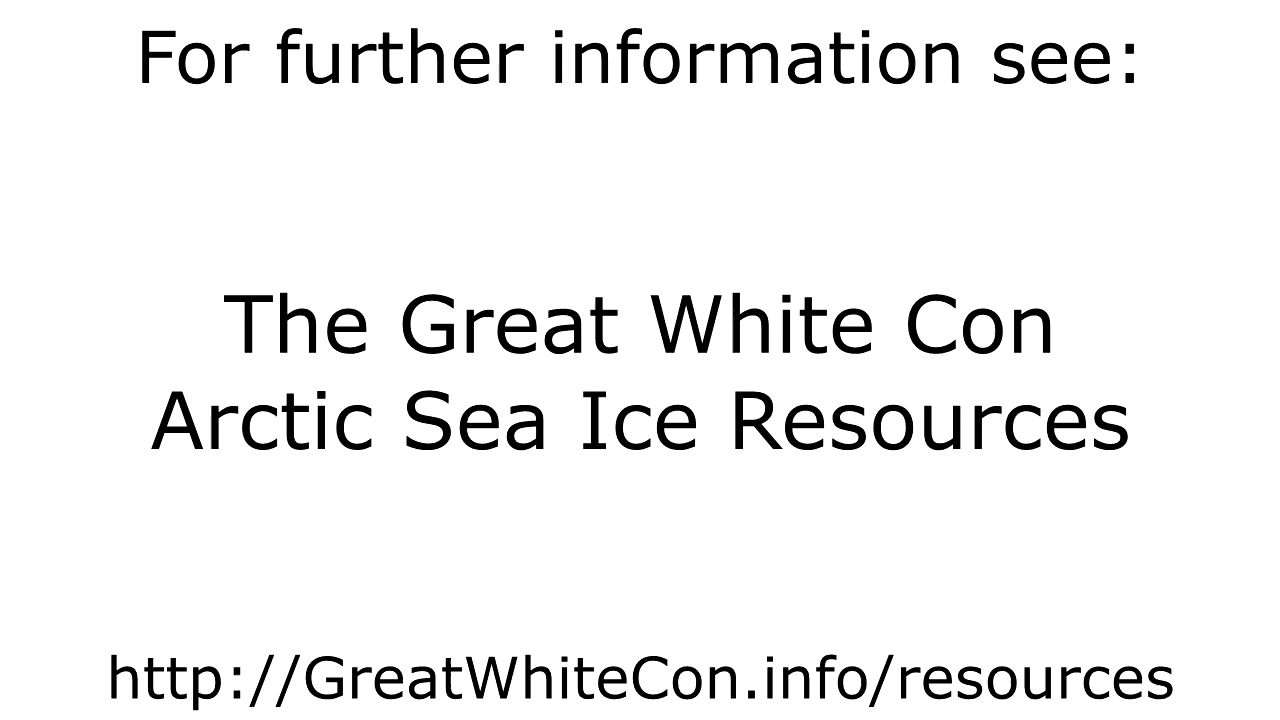 For further information see:
The Great White Con
Arctic Sea Ice Resources
http://GreatWhiteCon.info/resources